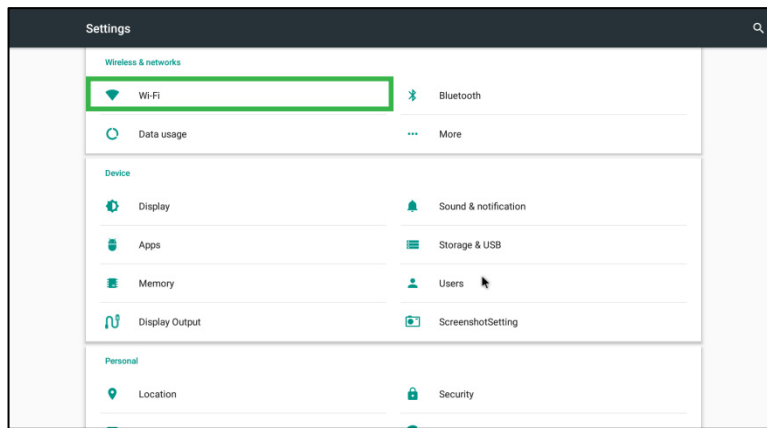 Settings
Wireless & networks
Wi-Fi
Bluetooth
Data usage
More
Device
Display
Sound & notification
Apps
Storage & USB
Memory
Users
Display Output
ScreenshotSetting
Personal
Location
Security